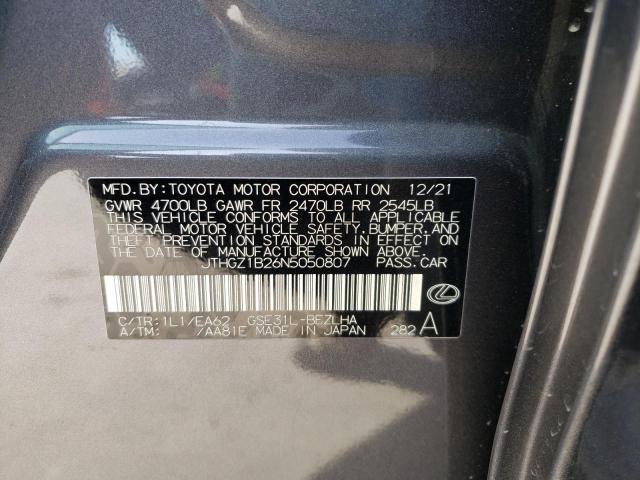 MFD.BY:TOYOTA MOTOR CORPORATION 12/21
GVWR 4700LB GAWR FR 2470LB RR 2545LB
THIS VEHICLE CONFORMS TO ALL APPLICABLE
FEDERAL MOTOR VEHICLE SAFETY,BUMPER,AND
THEFT PREVENTION STANDARDS IN EFFECT ON
THE DATE OF MANUFACTURE SHOWN ABOVE.
JTHGZ1B26N5050807 PASS.CAR
C/TR:1L1/EA62 GSE31L-BEZLHA
A/TM: /AA81E MADE IN JAPAN 282 A